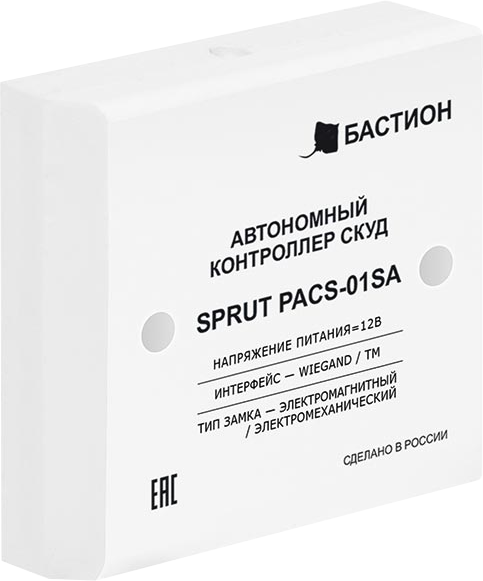 БАСТИОН
АВТОНОМНЫЙ
КОНТРОЛЛЕР СКУД
SPRUT PACS-01SA
НАПРЯЖЕНИЕ ПИТАНИЯ=12В
ИНТЕРФЕЙС — WIEGAND / TM
ТИП ЗАМКА — ЭЛЕКТРОМАГНИТНЫЙ
/ ЭЛЕКТРОМЕХАНИЧЕСКИЙ
СДЕЛАНО В РОССИИ
EAC